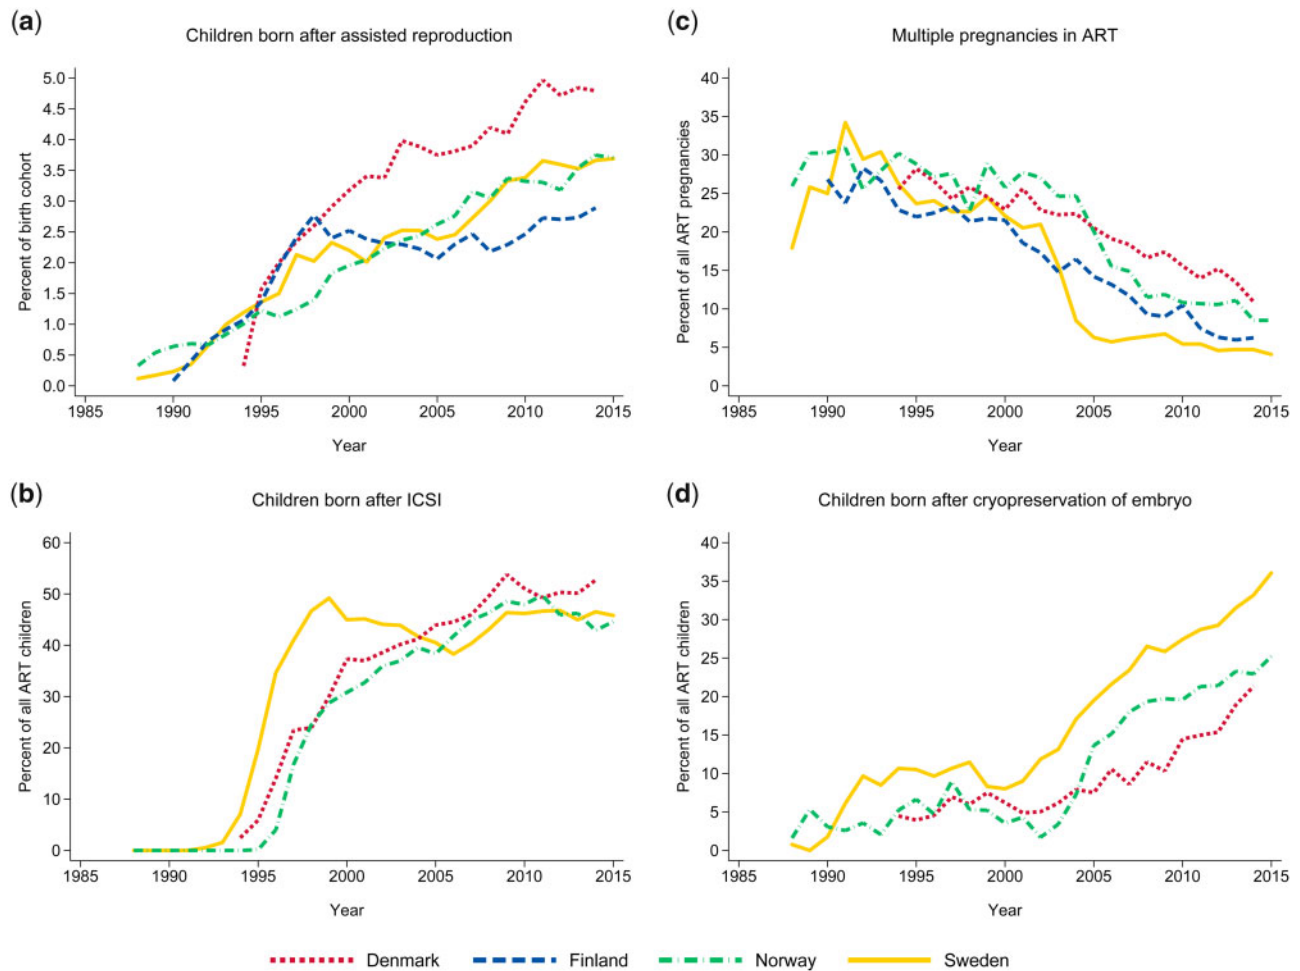 (a)
Children born after assisted reproduction
Percent of birth cohort
5.0
4.5
4.0
3.5
3.0
2.5
2.0
1.5
1.0
0.5
0.0
1985 1990 1995 2000 2005 2010 2015
Year
(c)
Multiple pregnancies in ART
Percent of all ART pregnancies
40
35
30
25
20
15
10
5
0
1985 1990 1995 2000 2005 2010 2015
Year
(b)
Children born after ICSI
Percent of all ART children
60
50
40
30
20
10
0
1985 1990 1995 2000 2005 2010 2015
Year
(d)
Children born after cryopreservation of embryo
Percent of all ART children
40
35
30
25
20
15
10
5
0
1985 1990 1995 2000 2005 2010 2015
Year
Denmark Finland Norway Sweden